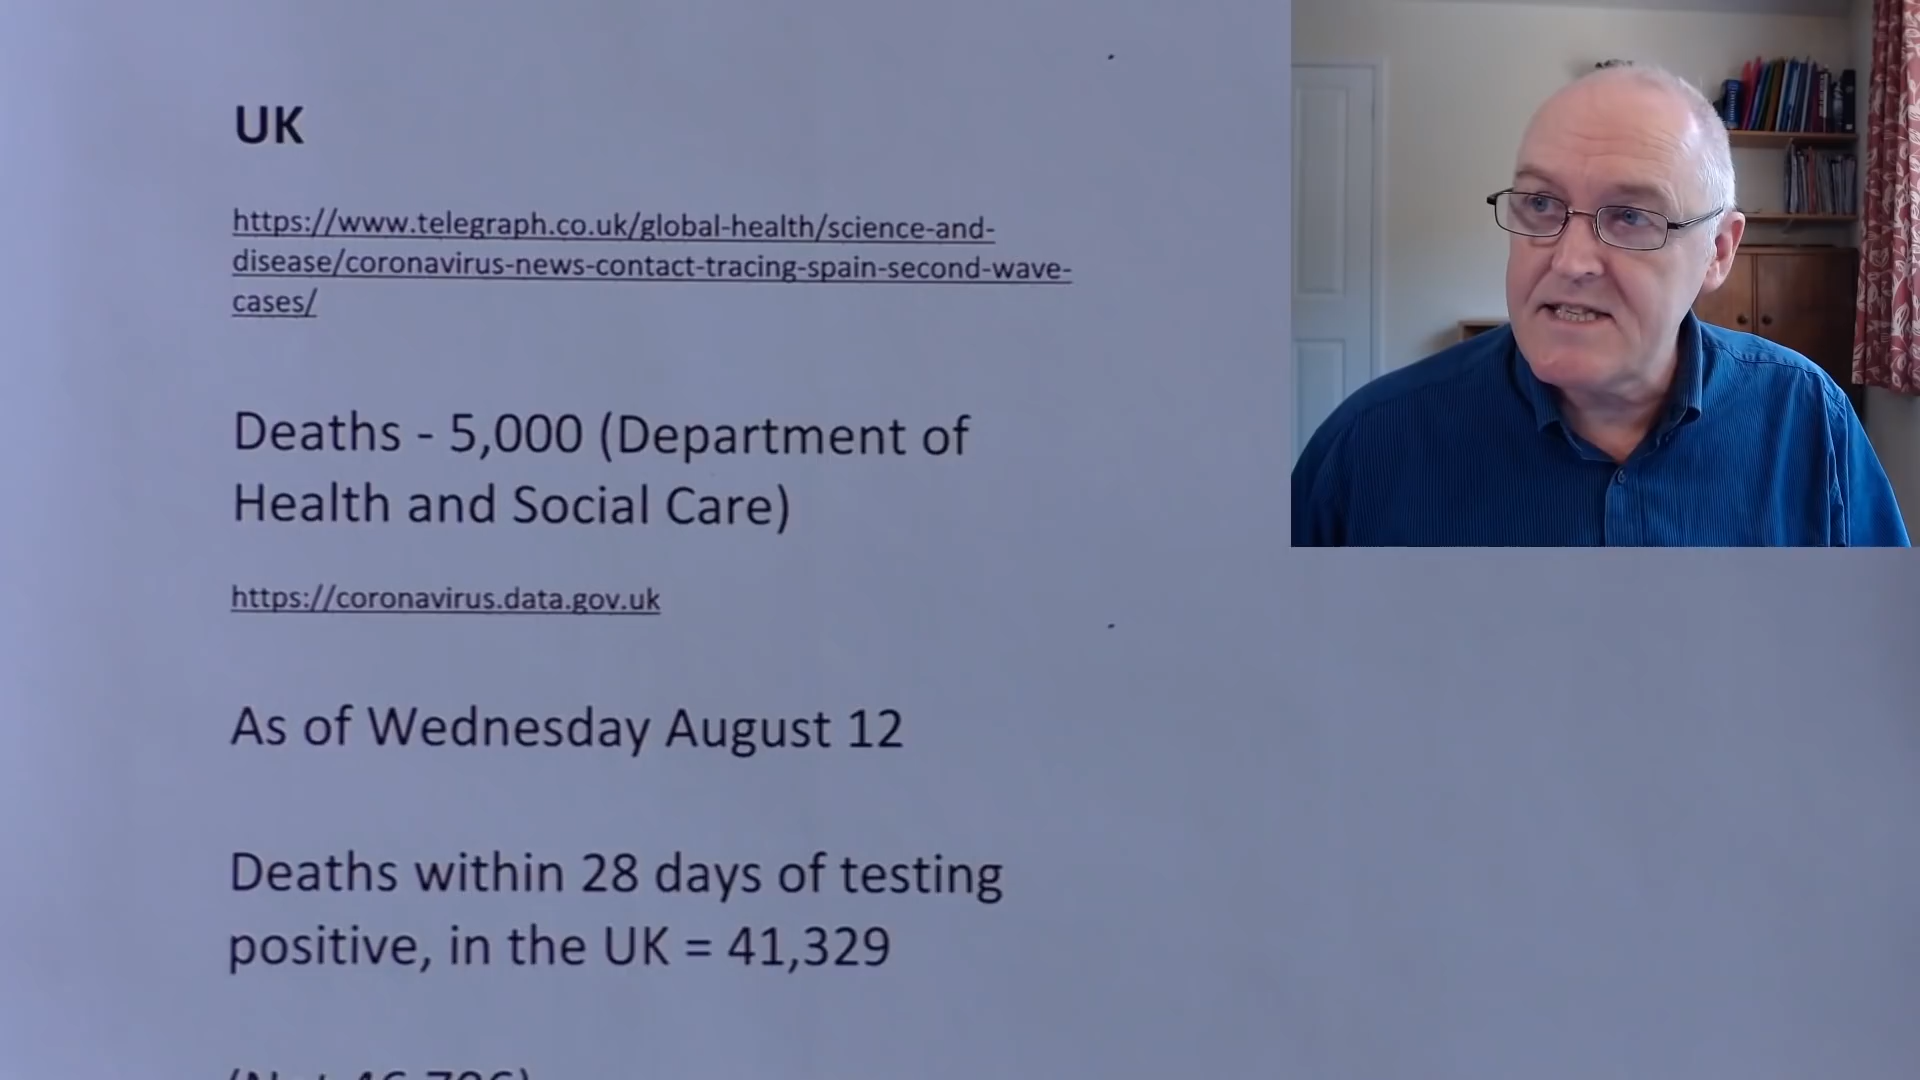 UK
https://www.telegraph.co.uk/global-health/science-and-
disease/coronavirus-news-contact-tracing-spain-second-wave-
cases/
Deaths - 5,000 (Department of
Health and Social Care)
https://coronavirus.data.gov.uk
As of Wednesday August 12
Deaths within 28 days of testing
positive, in the UK = 41,329